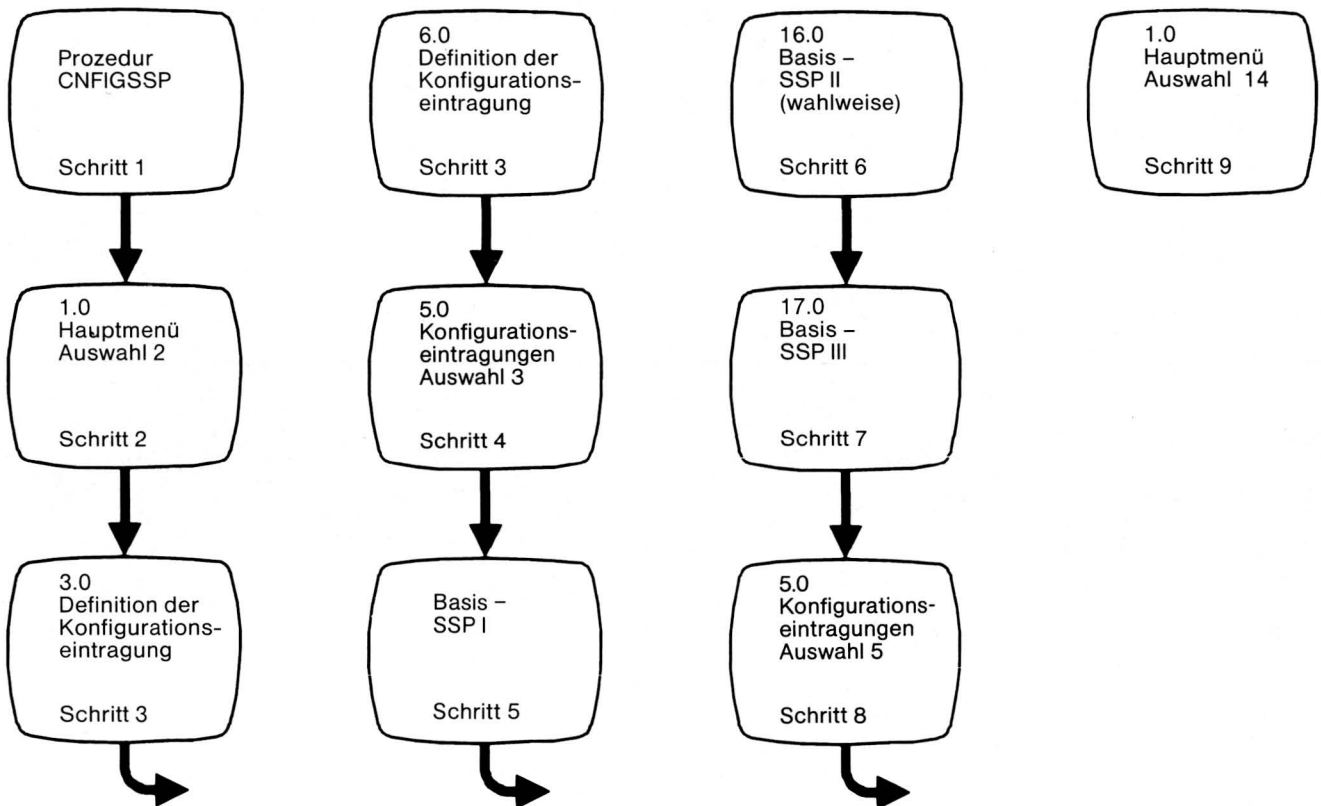 Prozedur
CNFIGSSP
Schritt 1
1.0
Hauptmenü
Auswahl 2
Schritt 2
3.0
Definition der
Konfigurations-
eintragung
Schritt 3
6.0
Definition der
Konfigurations-
eintragung
Schritt 3
5.0
Konfigurations-
eintragungen
Auswahl 3
Schritt 4
Basis –
SSP I
Schritt 5
16.0
Basis –
SSP II
(wahlweise)
Schritt 6
17.0
Basis –
SSP III
Schritt 7
5.0
Konfigurations-
eintragungen
Auswahl 5
Schritt 8
1.0
Hauptmenü
Auswahl 14
Schritt 9